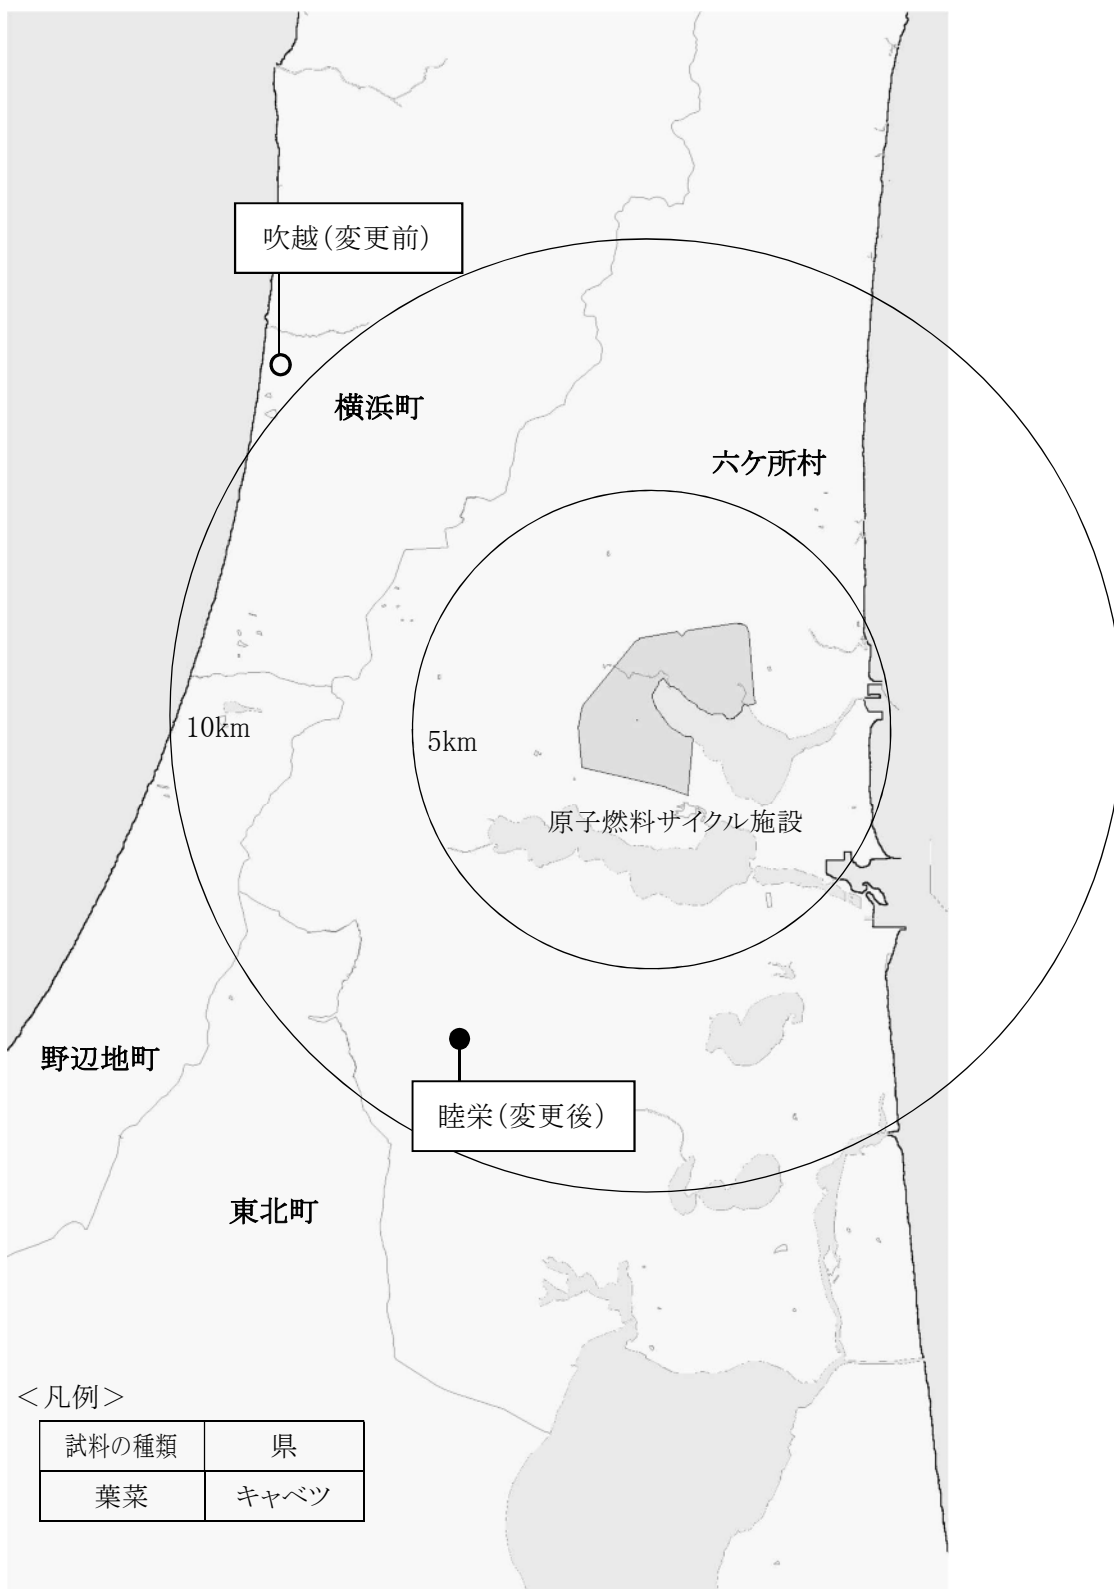 吹越(変更前)
横浜町
六ケ所村
10km
5km
原子燃料サイクル施設
野辺地町
睦栄(変更後)
東北町
＜凡例＞
試料の種類 県
葉菜 キャベツ